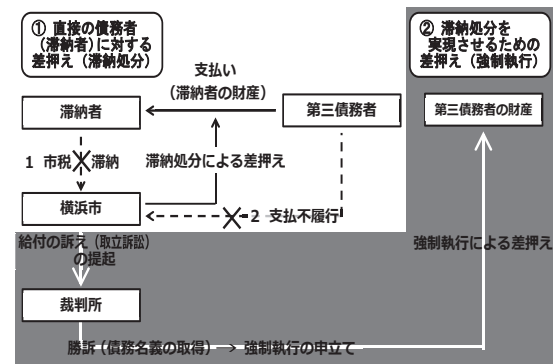 ① 直接の債務者
（滞納者）に対する
差押え（滞納処分）
② 滞納処分を
実現させるための
差押え（強制執行）
支払い
（滞納者の財産）
滞納者
第三債務者
第三債務者の財産
1 市税 滞納
滞納処分による差押え
横浜市
2 支払不履行
給付の訴え（取立訴訟）
の提起
強制執行による差押え
裁判所
勝訴（債務名義の取得）→ 強制執行の申立て